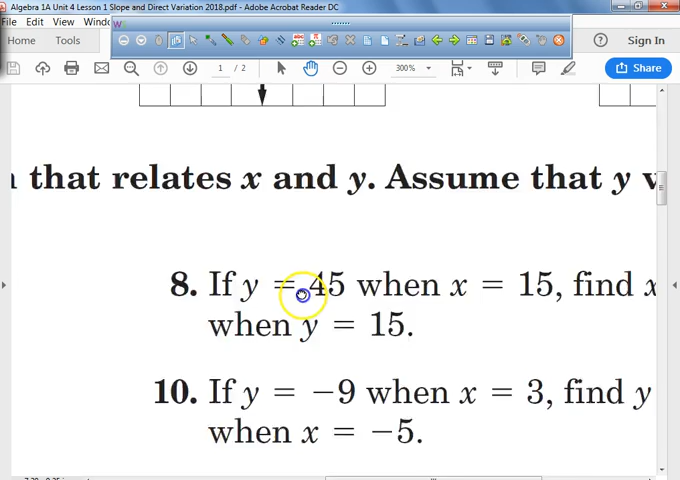 Algebra 1A Unit 4 Lesson 1 Slope and Direct Variation 2018.pdf - Adobe Acrobat Reader DC
File Edit View Window
Home Tools
Sign In
1 / 2
300%
Share
that relates x and y. Assume that y v
8. If y = 45 when x = 15, find x
when y = 15.
10. If y = −9 when x = 3, find y
when x = −5.